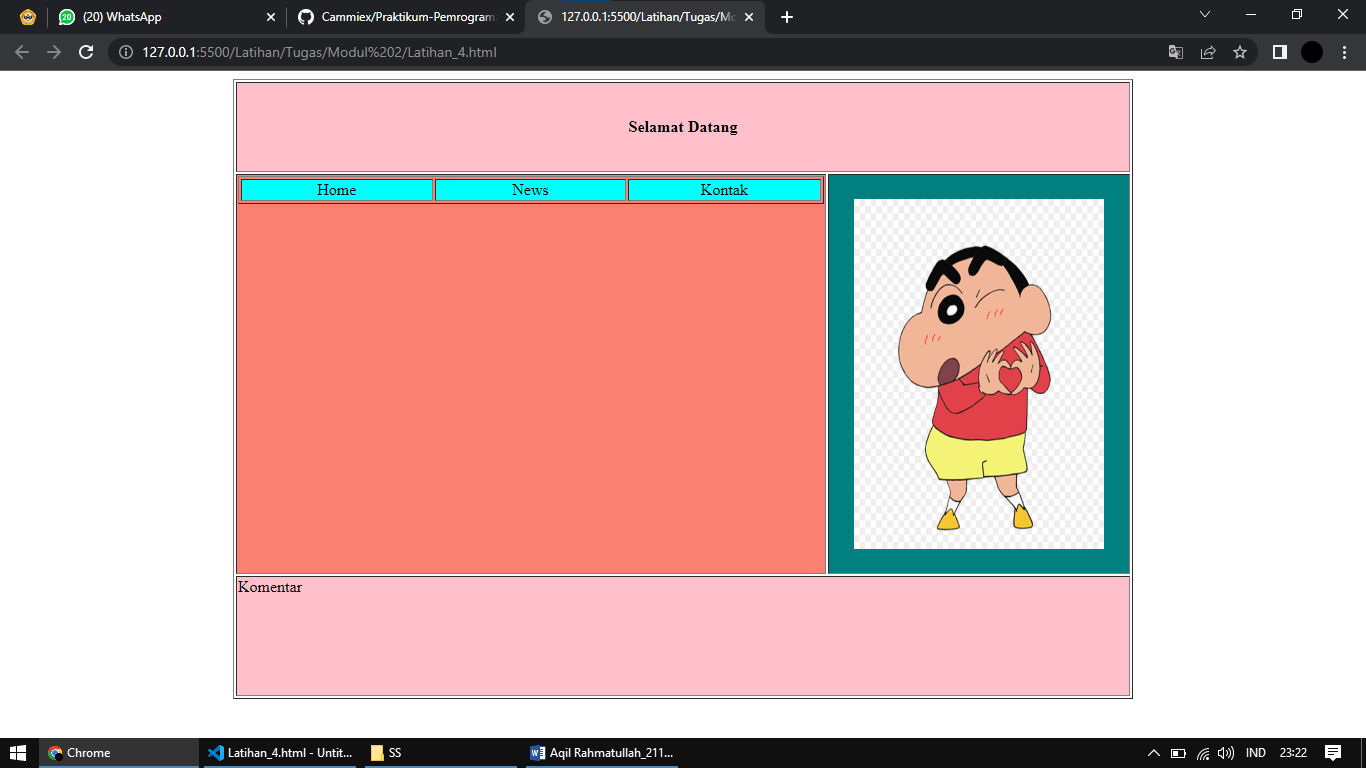 20
(20) WhatsApp
Cammiex/Praktikum-Pemrogram
127.0.0.1:5500/Latihan/Tugas/Mo
127.0.0.1:5500/Latihan/Tugas/Modul%202/Latihan_4.html
Selamat Datang
Home
News
Kontak
Komentar
Chrome
Latihan_4.html - Untit...
SS
Aqil Rahmatullah_211...
IND
23:22